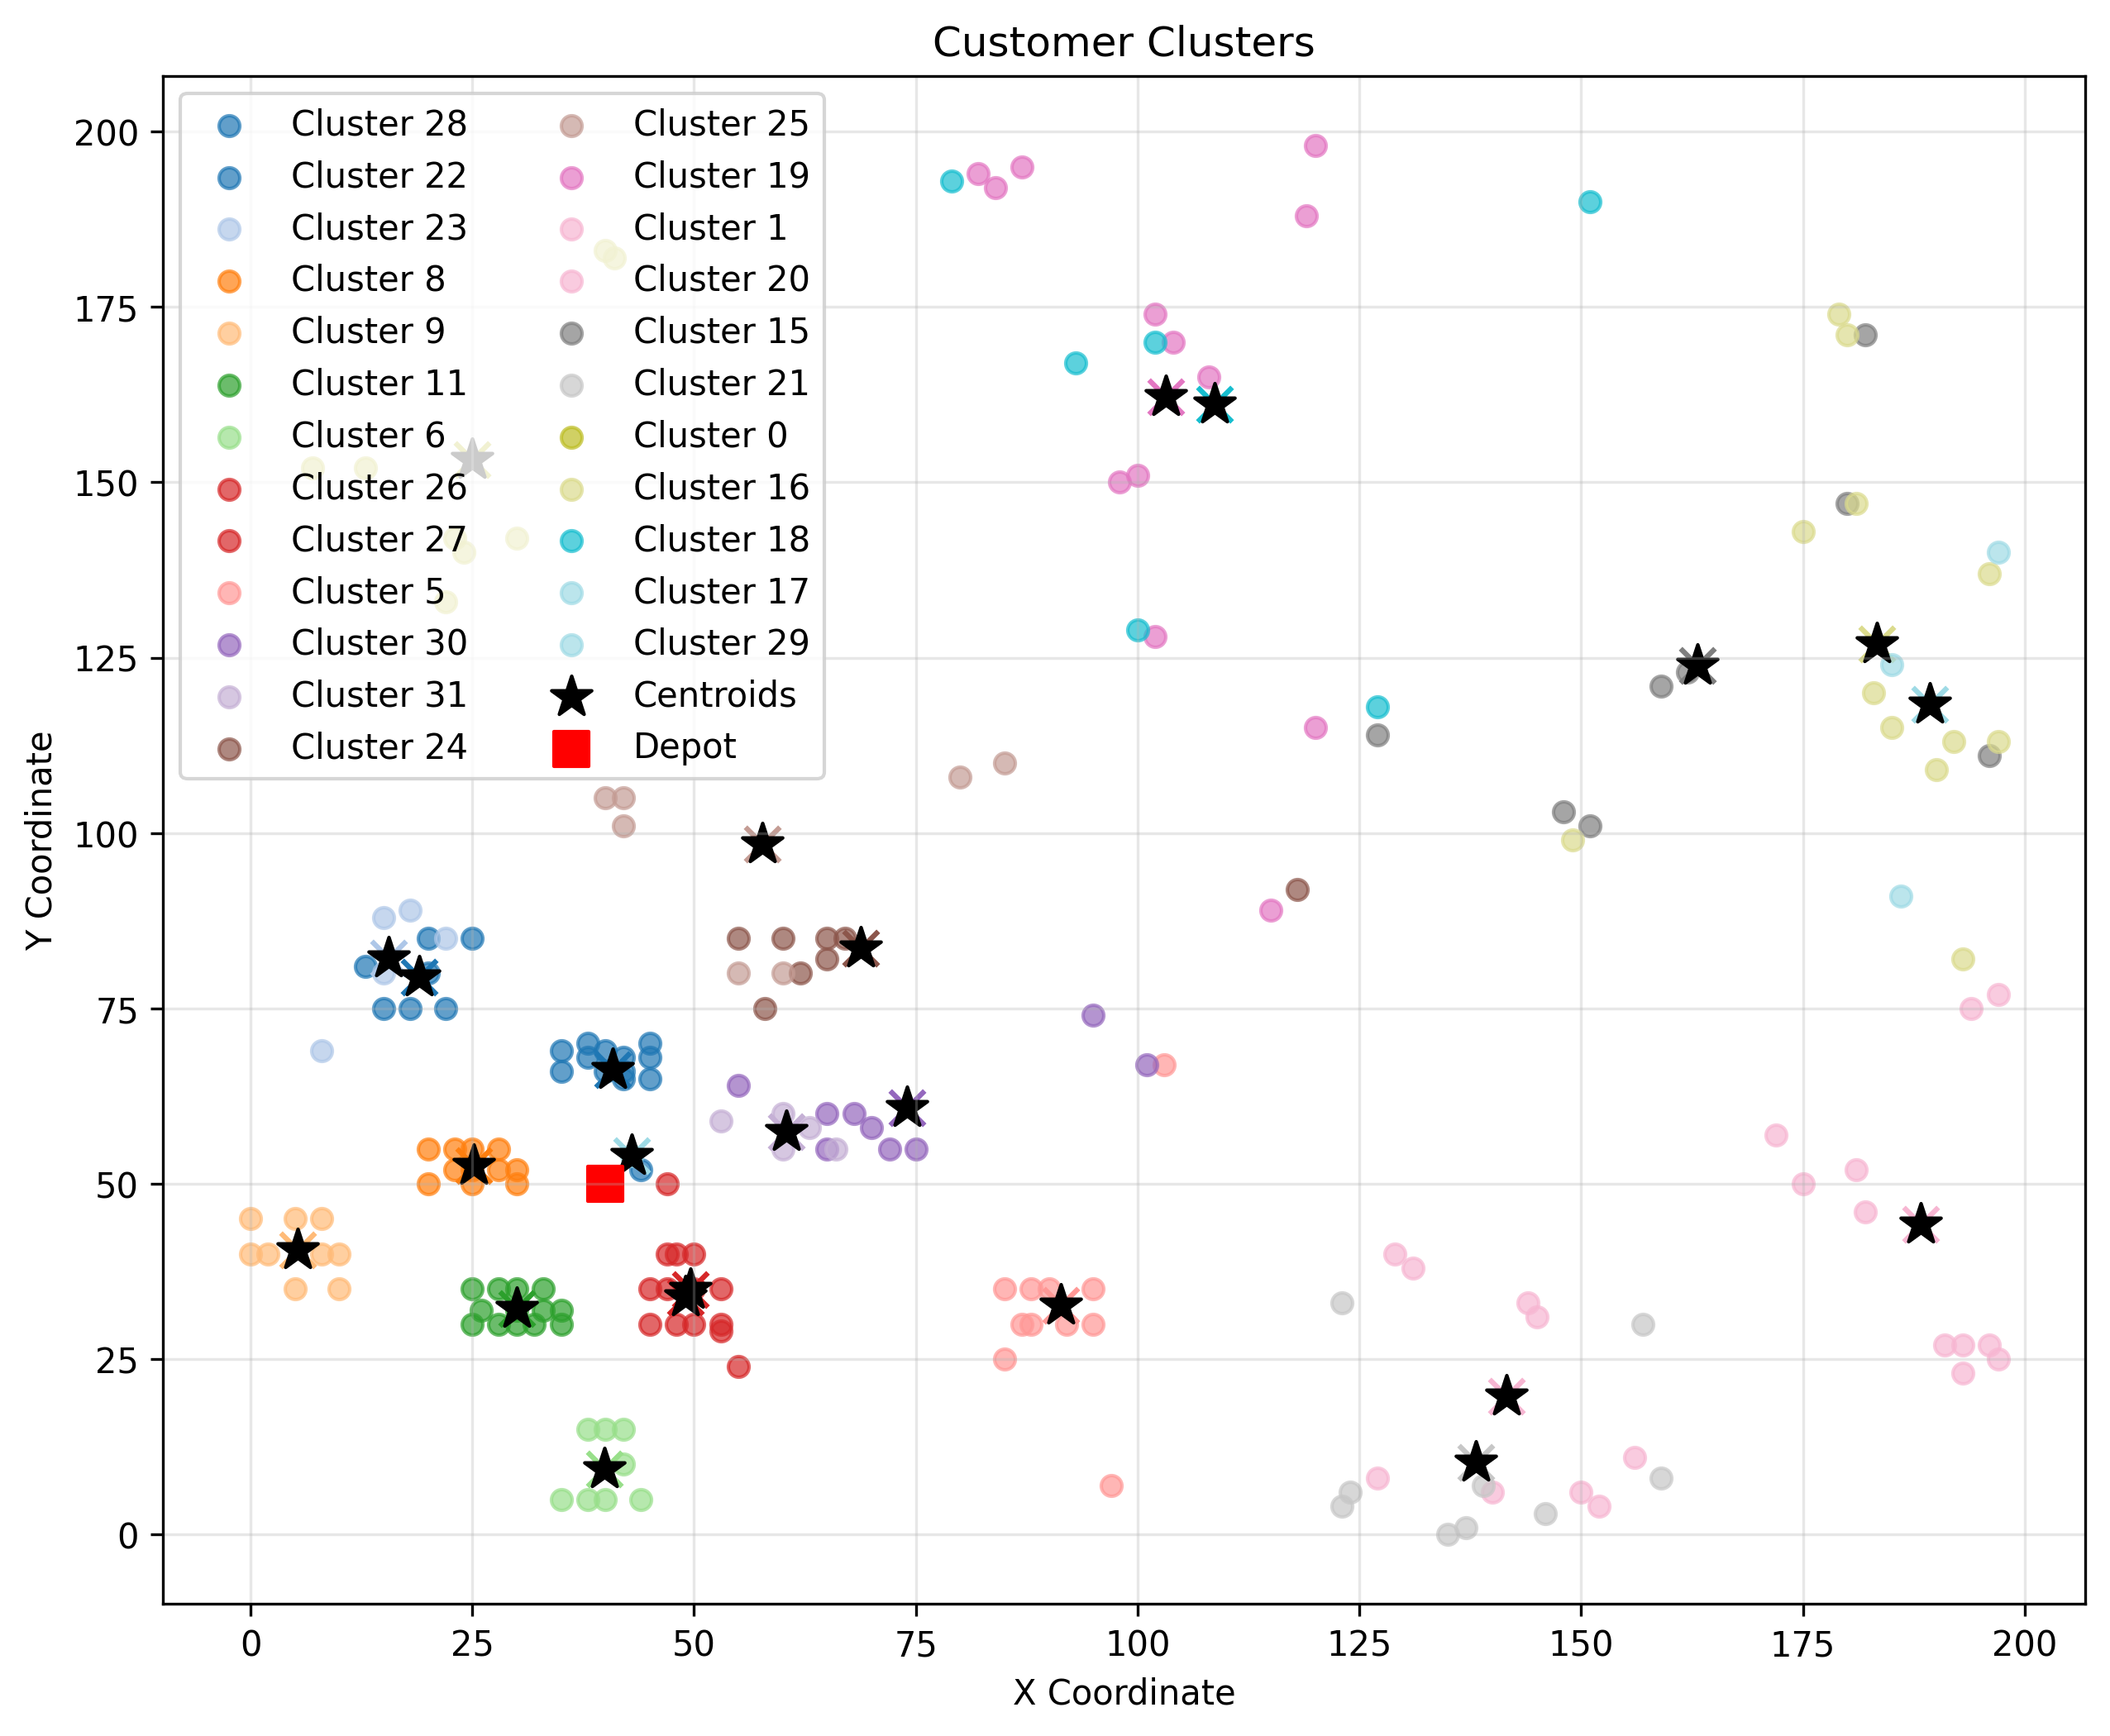 Customer Clusters
Cluster 28
Cluster 22
Cluster 23
Cluster 8
Cluster 9
Cluster 11
Cluster 6
Cluster 26
Cluster 27
Cluster 5
Cluster 30
Cluster 31
Cluster 24
Cluster 25
Cluster 19
Cluster 1
Cluster 20
Cluster 15
Cluster 21
Cluster 0
Cluster 16
Cluster 18
Cluster 17
Cluster 29
Centroids
Depot
Y Coordinate
200
175
150
125
100
75
50
25
0
0 25 50 75 100 125 150 175 200
X Coordinate